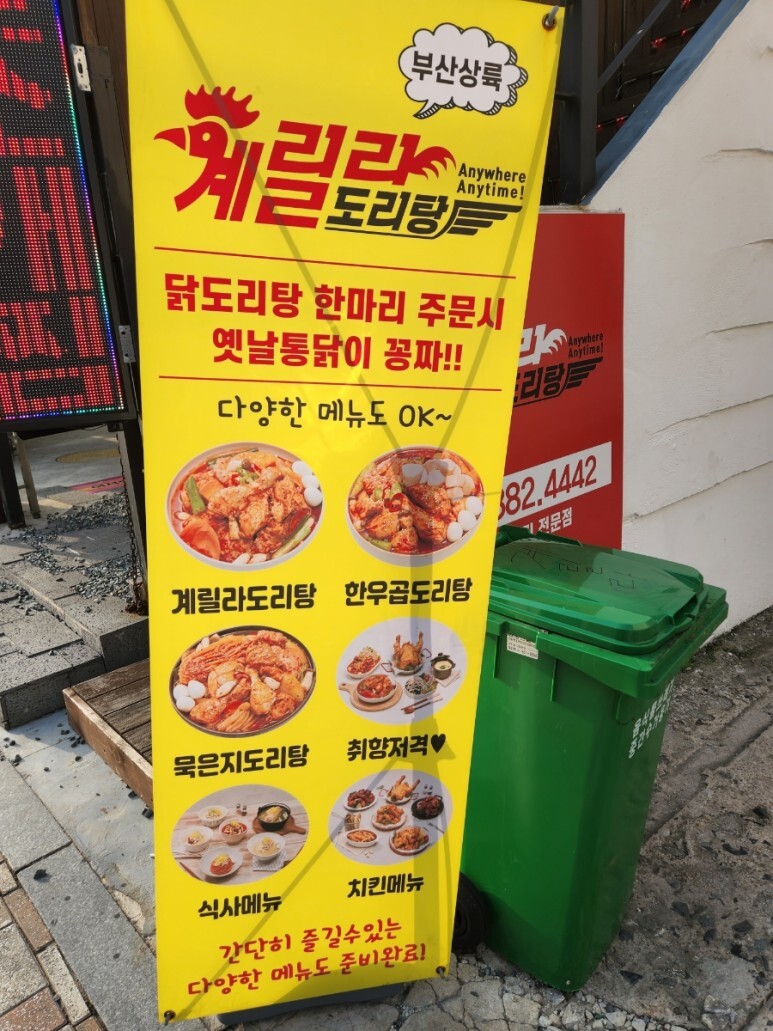 부산상륙
계릴라
도리탕
Anywhere
Anytime!
닭도리탕 한마리 주문시
옛날통닭이 꽁짜!!
다양한 메뉴도 OK~
계릴라도리탕
한우곱도리탕
묵은지도리탕
취향저격♥
식사메뉴
치킨메뉴
간단히 즐길수있는
다양한 메뉴도 준비완료!
Anywhere
Anytime!
도리탕
882.4442
전문점